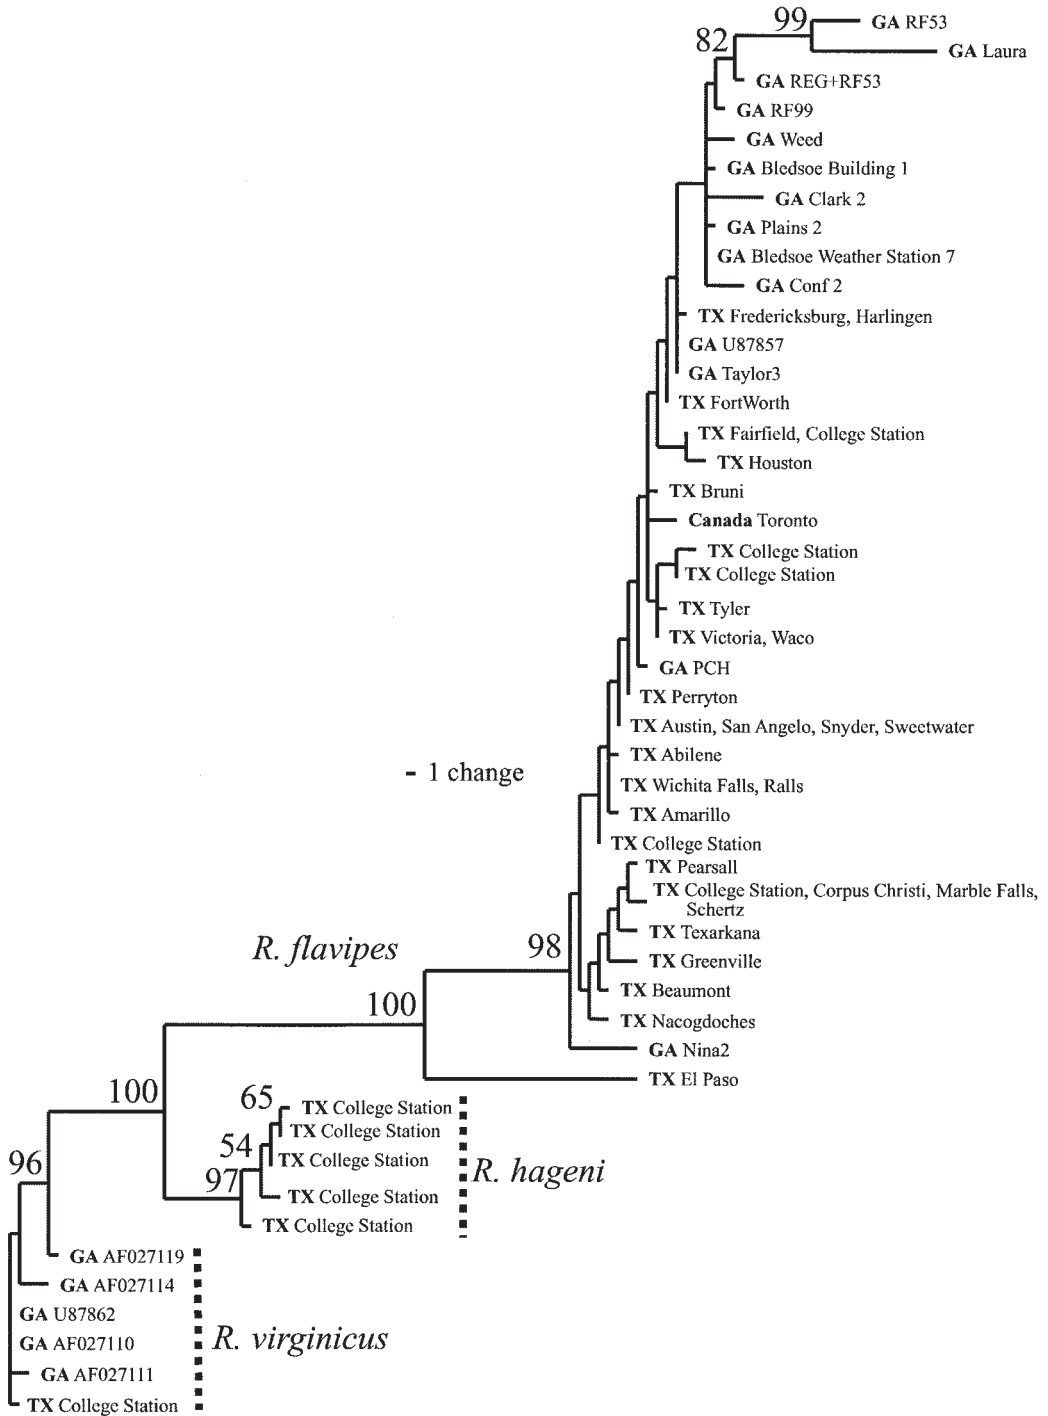 99
GA RF53
82
GA Laura
GA REG+RF53
GA RF99
GA Weed
GA Bledsoe Building 1
GA Clark 2
GA Plains 2
GA Bledsoe Weather Station 7
GA Conf 2
TX Fredericksburg, Harlingen
GA U87857
GA Taylor3
TX FortWorth
TX Fairfield, College Station
TX Houston
TX Bruni
Canada Toronto
TX College Station
TX College Station
TX Tyler
TX Victoria, Waco
GA PCH
TX Perryton
TX Austin, San Angelo, Snyder, Sweetwater
TX Abilene
1 change
TX Wichita Falls, Ralls
TX Amarillo
TX College Station
TX Pearsall
TX College Station, Corpus Christi, Marble Falls,
Schertz
TX Texarkana
R. flavipes
98
TX Greenville
TX Beaumont
100
TX Nacogdoches
GA Nina2
TX El Paso
100
65
TX College Station
TX College Station
54
TX College Station
96
97
R. hageni
TX College Station
TX College Station
GA AF027119
GA AF027114
GA U87862
R. virginicus
GA AF027110
GA AF027111
TX College Station